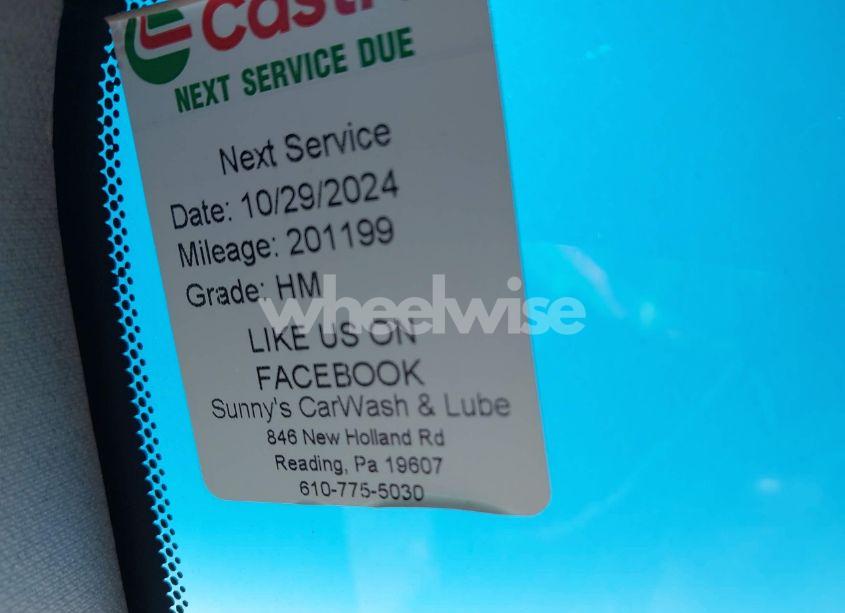 NEXT SERVICE DUE
Next Service
Date: 10/29/2024
Mileage: 201199
Grade: HM
wheelwise
LIKE US ON
FACEBOOK
Sunny's CarWash & Lube
846 New Holland Rd
Reading, Pa 19607
610-775-5030